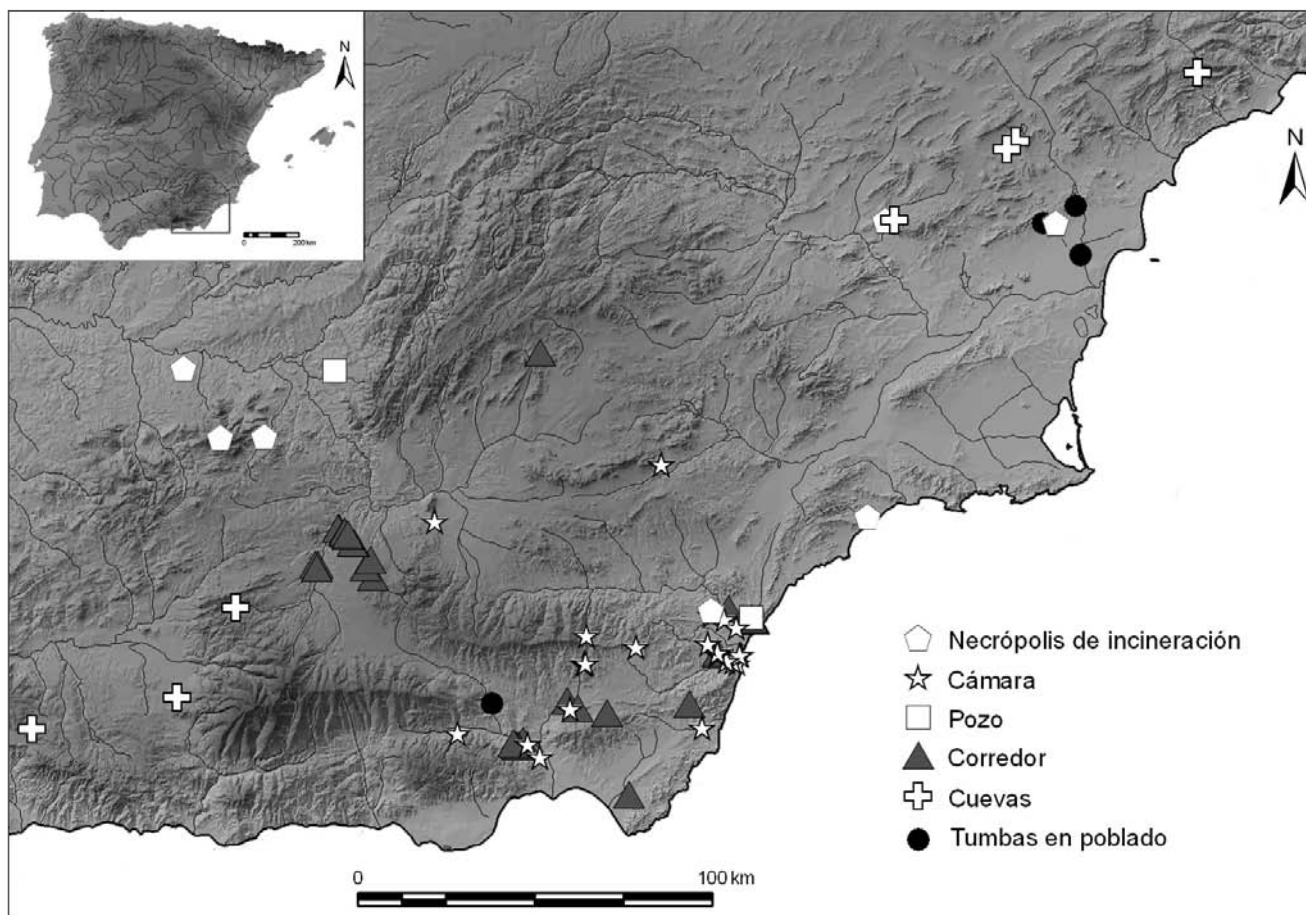 N
0 200 km
N
Necrópolis de incineración
Cámara
Pozo
Corredor
Cuevas
Tumbas en poblado
0 100 km